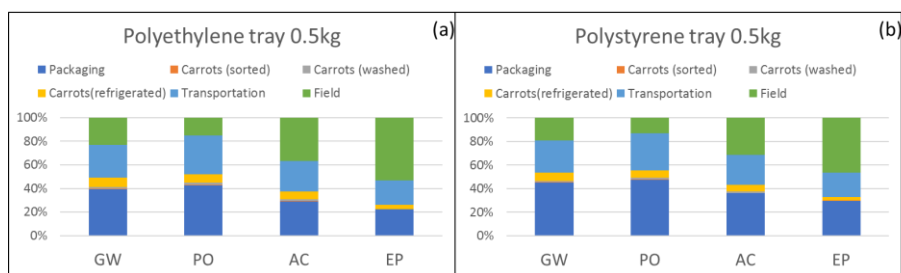 Polyethylene tray 0.5kg (a)
Packaging Carrots (sorted) Carrots (washed)
Carrots(refrigerated) Transportation Field
100%
80%
60%
40%
20%
0%
GW PO AC EP
Polystyrene tray 0.5kg (b)
Packaging Carrots (sorted) Carrots (washed)
Carrots(refrigerated) Transportation Field
100%
80%
60%
40%
20%
0%
GW PO AC EP